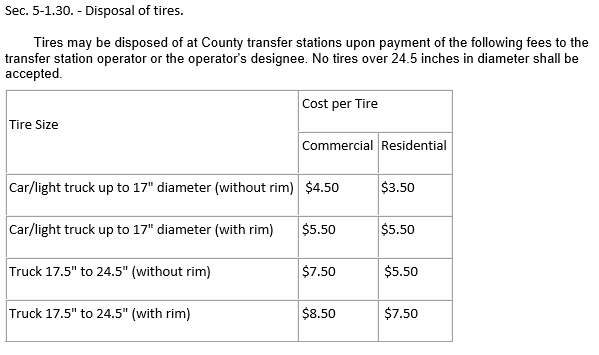 Sec. 5-1.30. - Disposal of tires.
Tires may be disposed of at County transfer stations upon payment of the following fees to the
transfer station operator or the operator's designee. No tires over 24.5 inches in diameter shall be
accepted.
Tire Size
Cost per Tire
Commercial Residential
Car/light truck up to 17" diameter (without rim) $4.50 $3.50
Car/light truck up to 17" diameter (with rim) $5.50 $5.50
Truck 17.5" to 24.5" (without rim) $7.50 $5.50
Truck 17.5" to 24.5" (with rim) $8.50 $7.50